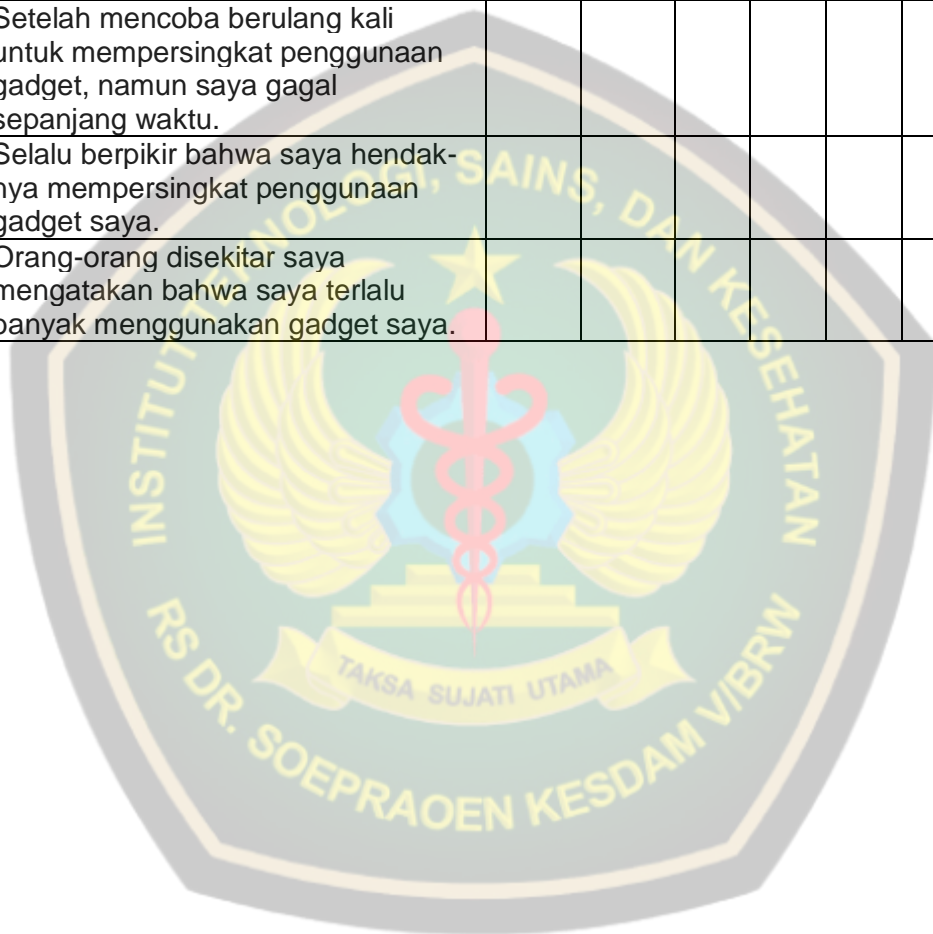 Setelah mencoba berulang kali
untuk mempersingkat penggunaan
gadget, namun saya gagal
sepanjang waktu.
Selalu berpikir bahwa saya hendak-
nya mempersingkat penggunaan
gadget saya.
Orang-orang disekitar saya
mengatakan bahwa saya terlalu
banyak menggunakan gadget saya.
INSTITUT TEKNOLOGI, SAINS, DAN KESEHATAN
TAKSA SUJATI UTAMA
RS DR. SOEPRAOEN KESDAM V/BRW